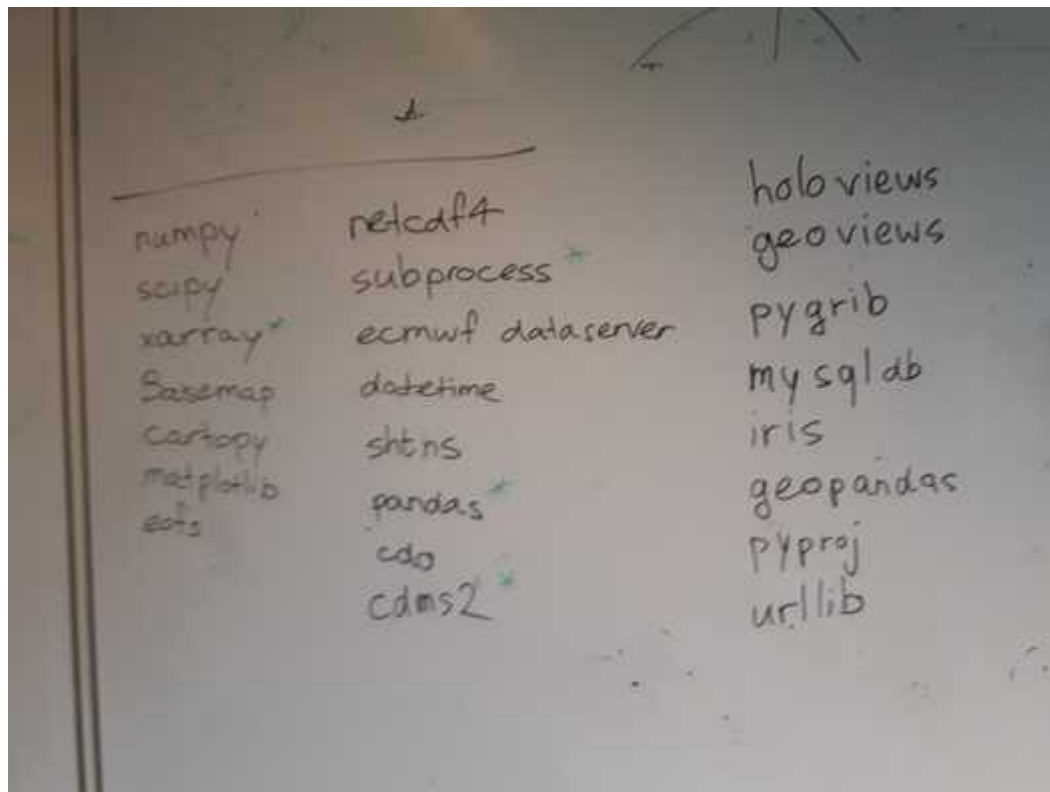 numpy
scipy
xarray*
Basemap
cartopy
matplotlib
eofs
netcdf4
subprocess*
ecmwf dataserver
datetime
shtns
pandas*
cdo
cdms2*
holoviews
geoviews
pygrib
mysqldb
iris
geopandas
pyproj
urllib